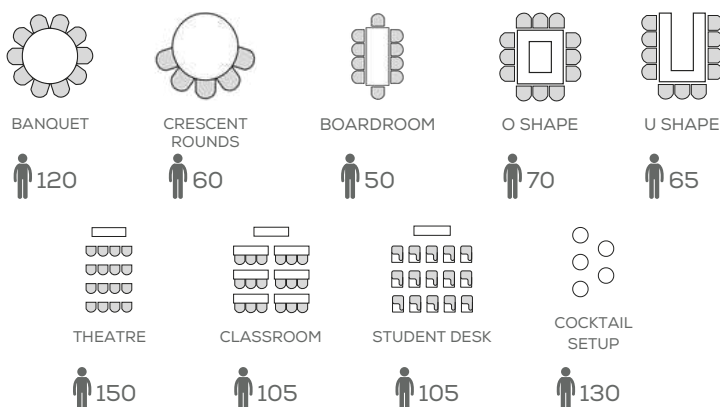 BANQUET
CRESCENT
ROUNDS
BOARDROOM
O SHAPE
U SHAPE
120
60
50
70
65
THEATRE
CLASSROOM
STUDENT DESK
COCKTAIL
SETUP
150
105
105
130